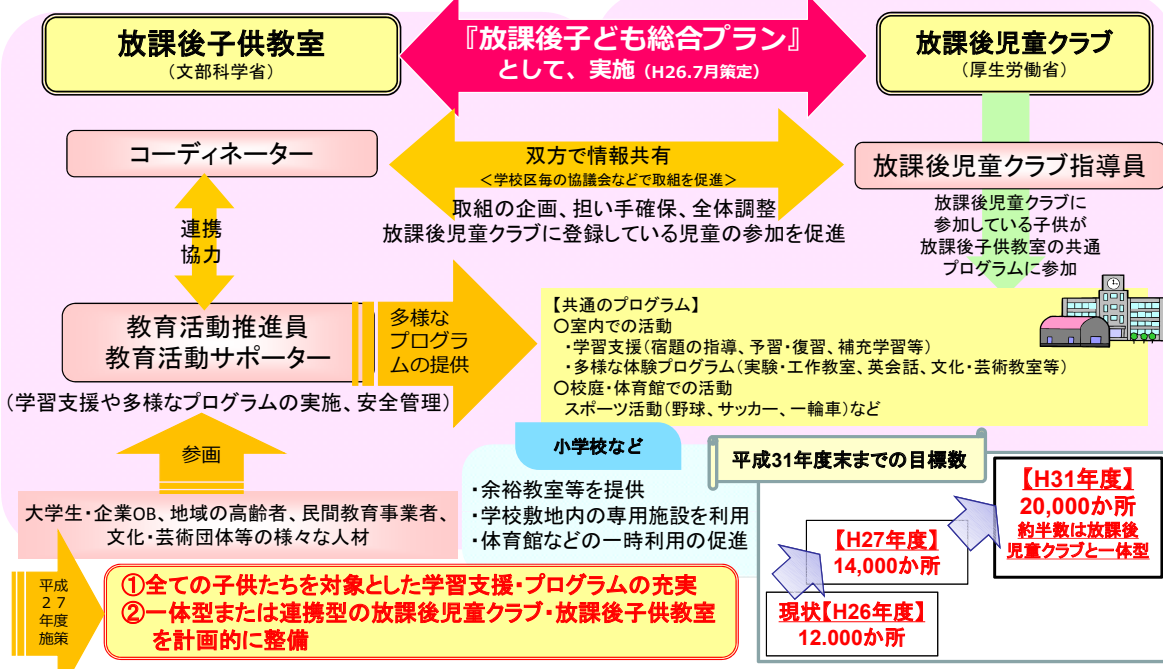 放課後子供教室
（文部科学省）
『放課後子ども総合プラン』
として、実施（H26.7月策定）
放課後児童クラブ
（厚生労働省）
コーディネーター
双方で情報共有
＜学校区毎の協議会などで取組を促進＞
取組の企画、担い手確保、全体調整
放課後児童クラブに登録している児童の参加を促進
放課後児童クラブ指導員
放課後児童クラブに
参加している子供が
放課後子供教室の共通
プログラムに参加
連携
協力
教育活動推進員
教育活動サポーター
（学習支援や多様なプログラムの実施、安全管理）
多様な
プログラ
ムの提供
【共通のプログラム】
○室内での活動
・学習支援（宿題の指導、予習・復習、補充学習等）
・多様な体験プログラム（実験・工作教室、英会話、文化・芸術教室等）
○校庭・体育館での活動
スポーツ活動（野球、サッカー、一輪車）など
参画
大学生・企業OB、地域の高齢者、民間教育事業者、
文化・芸術団体等の様々な人材
小学校など
・余裕教室等を提供
・学校敷地内の専用施設を利用
・体育館などの一時利用の促進
平成31年度末までの目標数
【H31年度】
20,000か所
約半数は放課後
児童クラブと一体型
【H27年度】
14,000か所
現状【H26年度】
12.000か所
平成
２７
年度
施策
①全ての子供たちを対象とした学習支援・プログラムの充実
②一体型または連携型の放課後児童クラブ・放課後子供教室
を計画的に整備